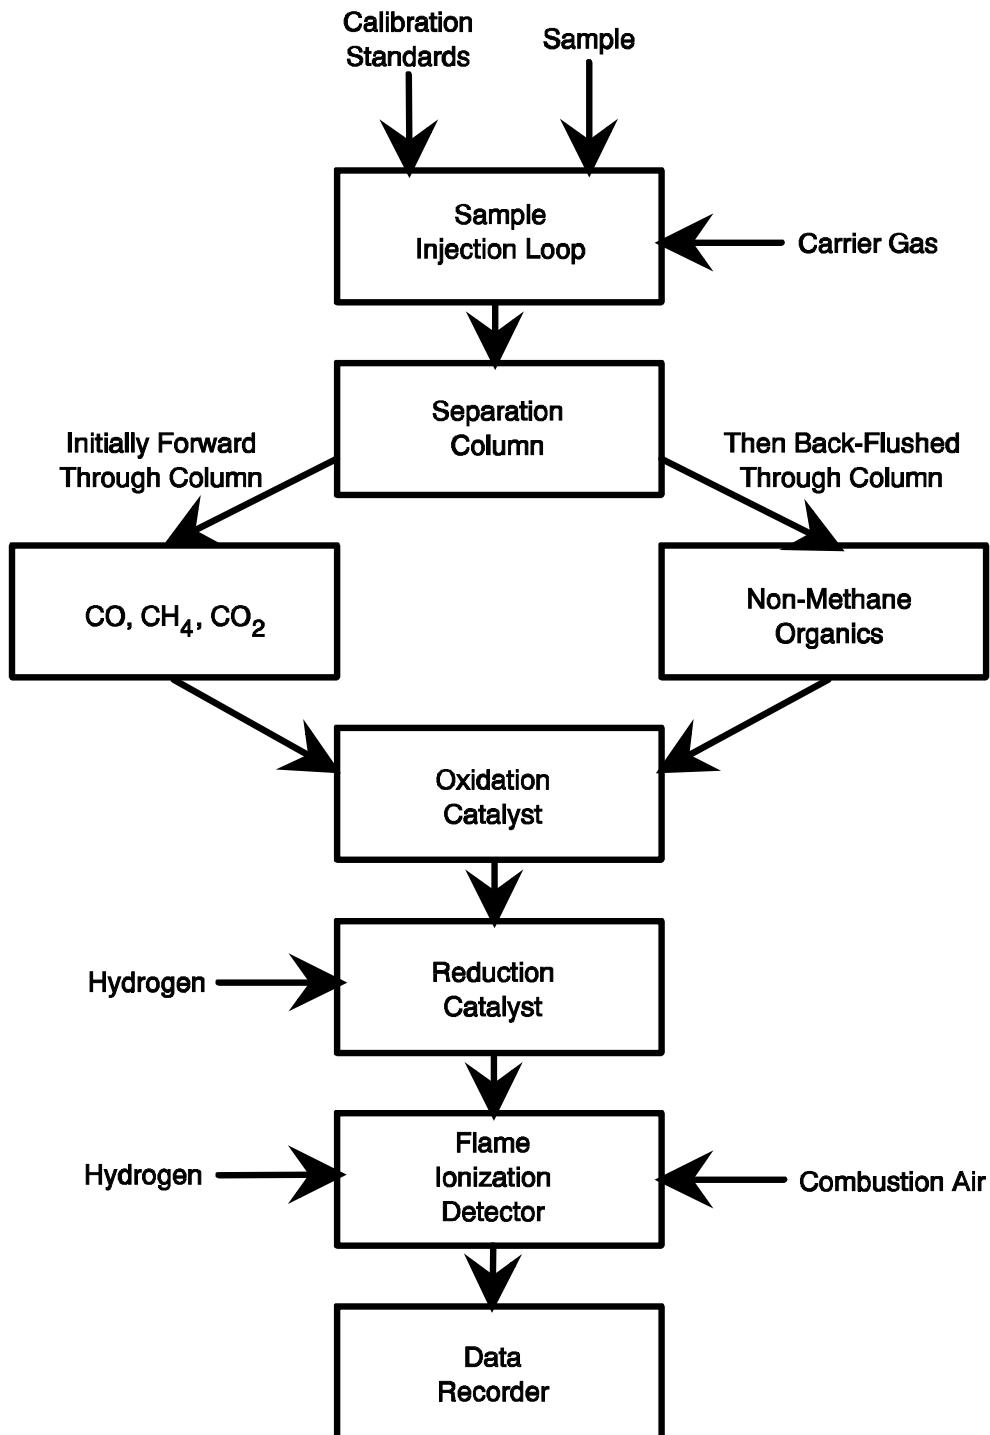 Calibration
Standards
Sample
Sample
Injection Loop
Carrier Gas
Separation
Column
Initially Forward
Through Column
Then Back-Flushed
Through Column
CO, CH₄, CO₂
Non-Methane
Organics
Oxidation
Catalyst
Hydrogen
Reduction
Catalyst
Hydrogen
Flame
Ionization
Detector
Combustion Air
Data
Recorder